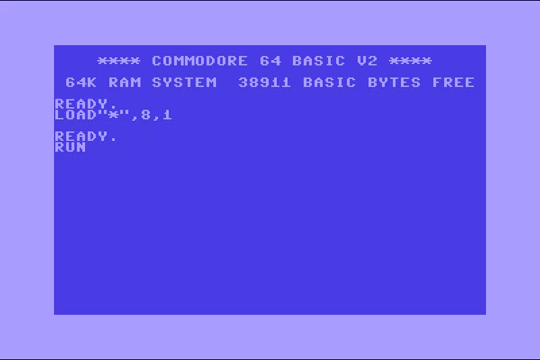 **** COMMODORE 64 BASIC V2 ****
64K RAM SYSTEM  38911 BASIC BYTES FREE
READY.
LOAD"*",8,1
READY.
RUN